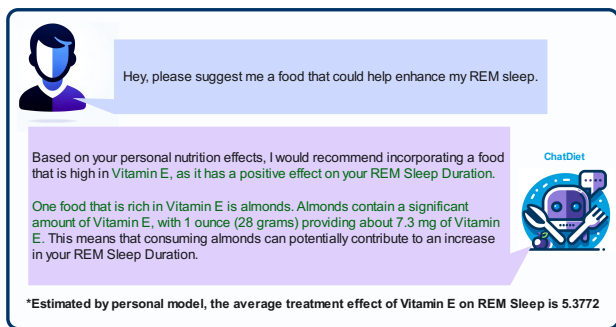 Hey, please suggest me a food that could help enhance my REM sleep.
ChatDiet
Based on your personal nutrition effects, I would recommend incorporating a food
that is high in Vitamin E, as it has a positive effect on your REM Sleep Duration.
One food that is rich in Vitamin E is almonds. Almonds contain a significant
amount of Vitamin E, with 1 ounce (28 grams) providing about 7.3 mg of Vitamin
E. This means that consuming almonds can potentially contribute to an increase
in your REM Sleep Duration.
*Estimated by personal model, the average treatment effect of Vitamin E on REM Sleep is 5.3772